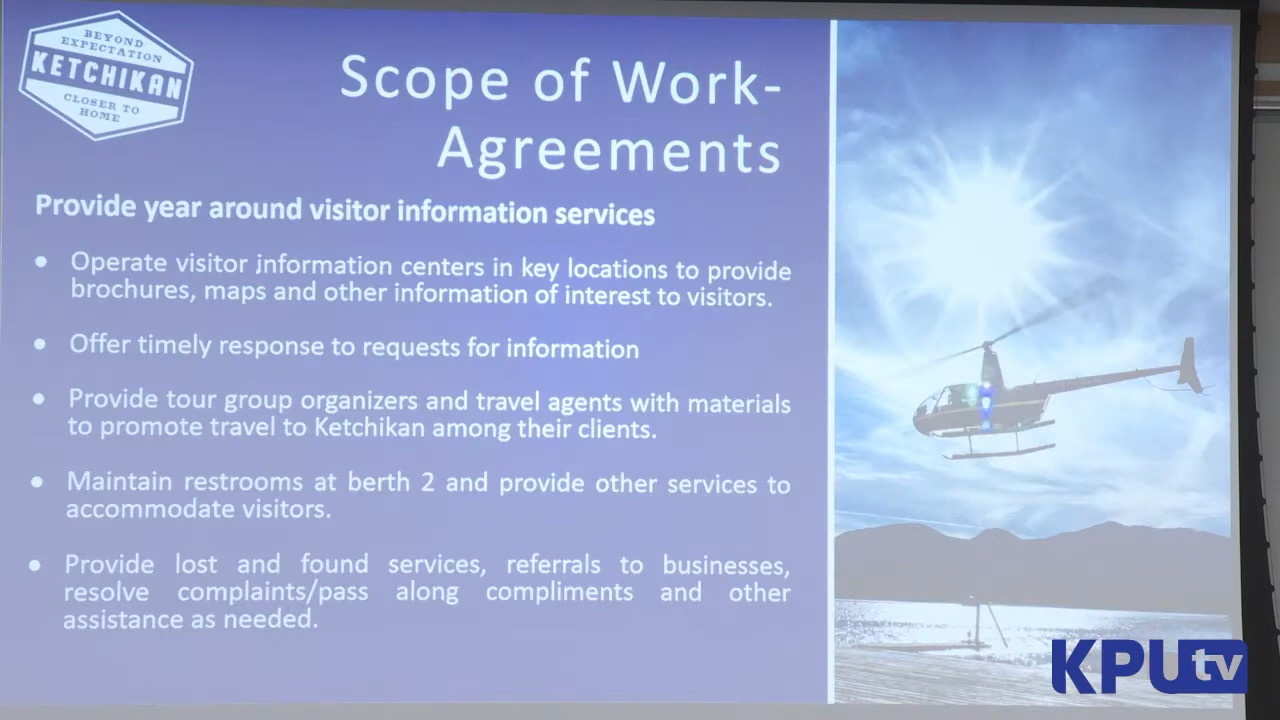 BEYOND
EXPECTATION
KETCHIKAN
CLOSER TO
HOME
Scope of Work-
Agreements
Provide year around visitor information services
• Operate visitor information centers in key locations to provide
brochures, maps and other information of interest to visitors.
• Offer timely response to requests for information
• Provide tour group organizers and travel agents with materials
to promote travel to Ketchikan among their clients.
• Maintain restrooms at berth 2 and provide other services to
accommodate visitors.
• Provide lost and found services, referrals to businesses,
resolve complaints/pass along compliments and other
assistance as needed.
KPUtv